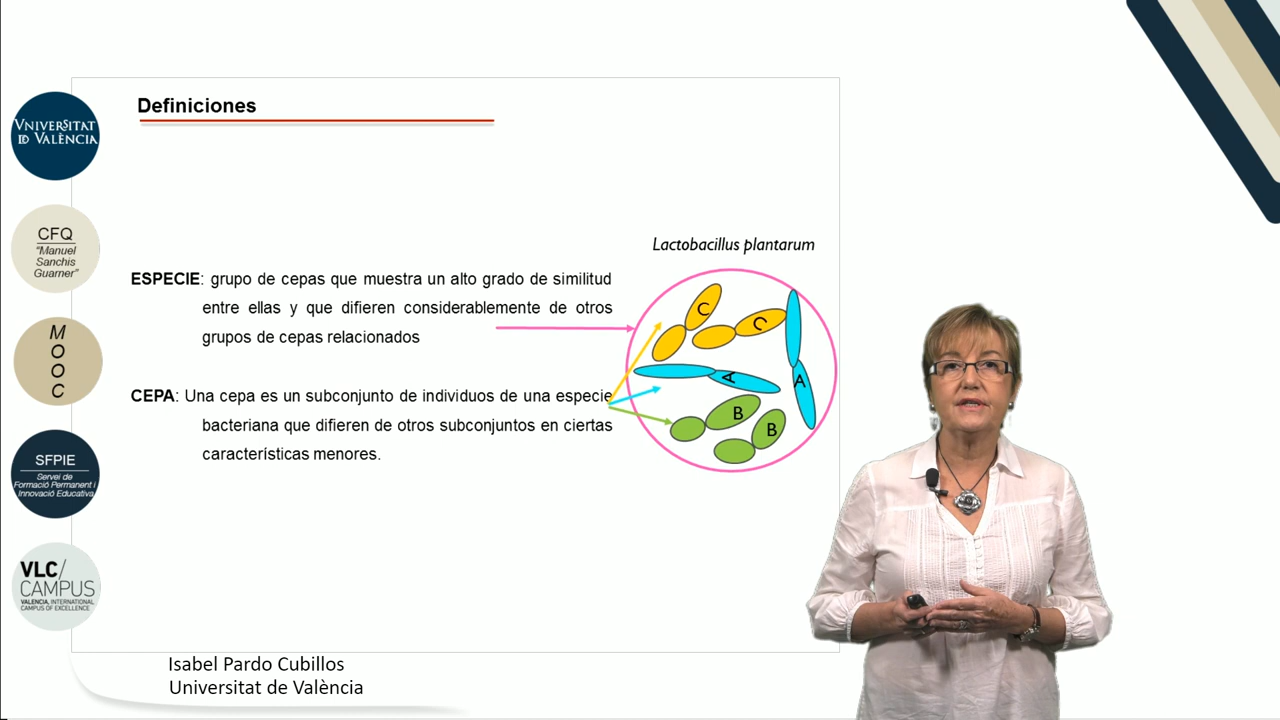 Definiciones
VNIVERSITAT
DE VALÈNCIA
CFQ
"Manuel
Sanchis
Guarner"
M
O
O
C
SFPIE
Servei de
Formació Permanent i
Innovació Educativa
VLC/
CAMPUS
VALENCIA, INTERNATIONAL
CAMPUS OF EXCELLENCE
ESPECIE: grupo de cepas que muestra un alto grado de similitud
entre ellas y que difieren considerablemente de otros
grupos de cepas relacionados
CEPA: Una cepa es un subconjunto de individuos de una especie
bacteriana que difieren de otros subconjuntos en ciertas
características menores.
Lactobacillus plantarum
C
C
A
A
B
B
Isabel Pardo Cubillos
Universitat de València